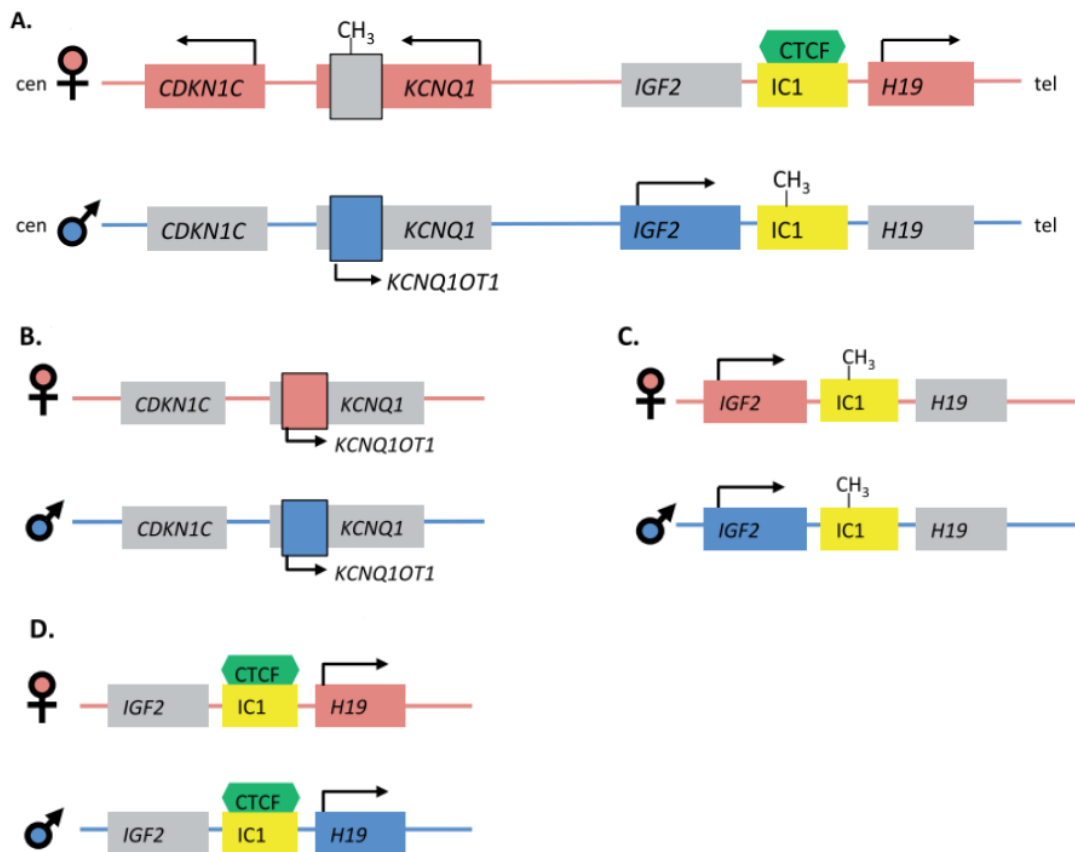 A.
CH3
CTCF
cen CDKN1C KCNQ1 IGF2 IC1 H19 tel
CH3
cen CDKN1C KCNQ1 IGF2 IC1 H19 tel
KCNQ1OT1
B.
CDKN1C KCNQ1
KCNQ1OT1
CDKN1C KCNQ1
KCNQ1OT1
C.
CH3
IGF2 IC1 H19
CH3
IGF2 IC1 H19
D.
CTCF
IGF2 IC1 H19
CTCF
IGF2 IC1 H19